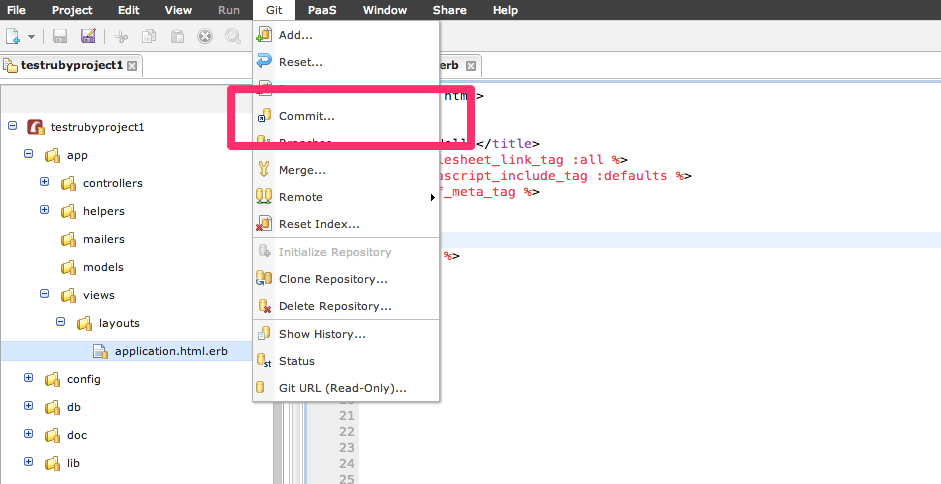 File Project Edit View Run Git PaaS Window Share Help
testrubyproject1
erb
Add...
Reset...
Commit...
Branches
Merge...
Remote
Reset Index...
Initialize Repository
Clone Repository...
Delete Repository...
Show History...
Status
Git URL (Read-Only)...
testrubyproject1
app
controllers
helpers
mailers
models
views
layouts
application.html.erb
config
db
doc
lib
html>
</title>
lesheet_link_tag :all %>
ascript_include_tag :defaults %>
f_meta_tag %>
%>
21
22
23
24
25